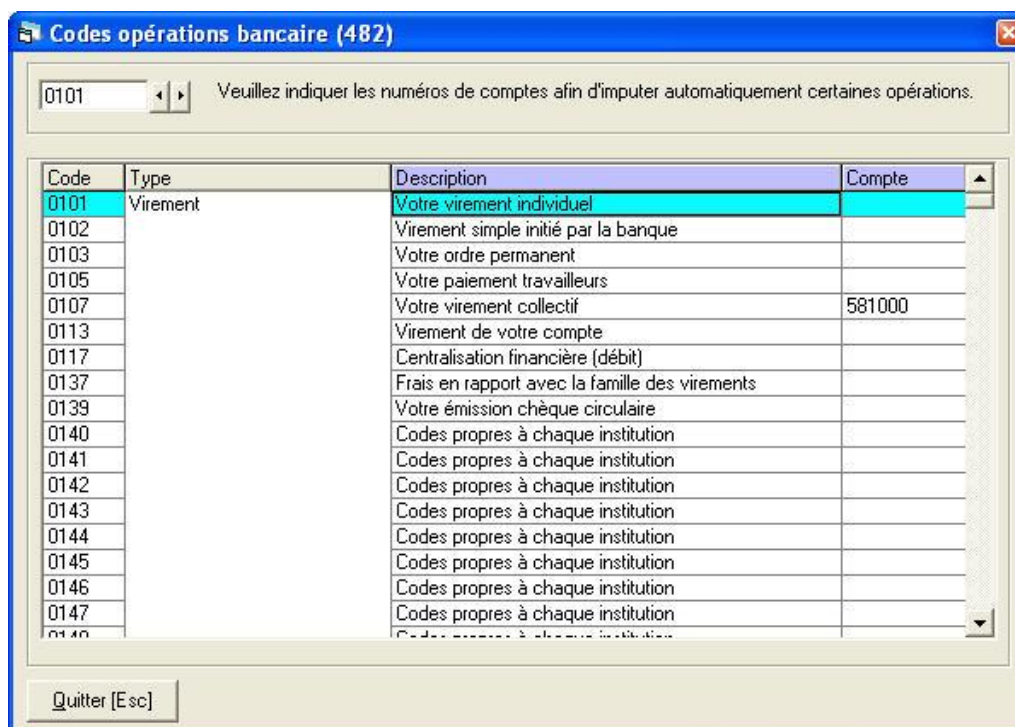 Codes opérations bancaire (482)
0101 Veuillez indiquer les numéros de comptes afin d'imputer automatiquement certaines opérations.
Code Type Description Compte
0101 Virement Votre virement individuel
0102 Virement simple initié par la banque
0103 Votre ordre permanent
0105 Votre paiement travailleurs
0107 Votre virement collectif 581000
0113 Virement de votre compte
0117 Centralisation financière (débit)
0137 Frais en rapport avec la famille des virements
0139 Votre émission chèque circulaire
0140 Codes propres à chaque institution
0141 Codes propres à chaque institution
0142 Codes propres à chaque institution
0143 Codes propres à chaque institution
0144 Codes propres à chaque institution
0145 Codes propres à chaque institution
0146 Codes propres à chaque institution
0147 Codes propres à chaque institution
Quitter [Esc]